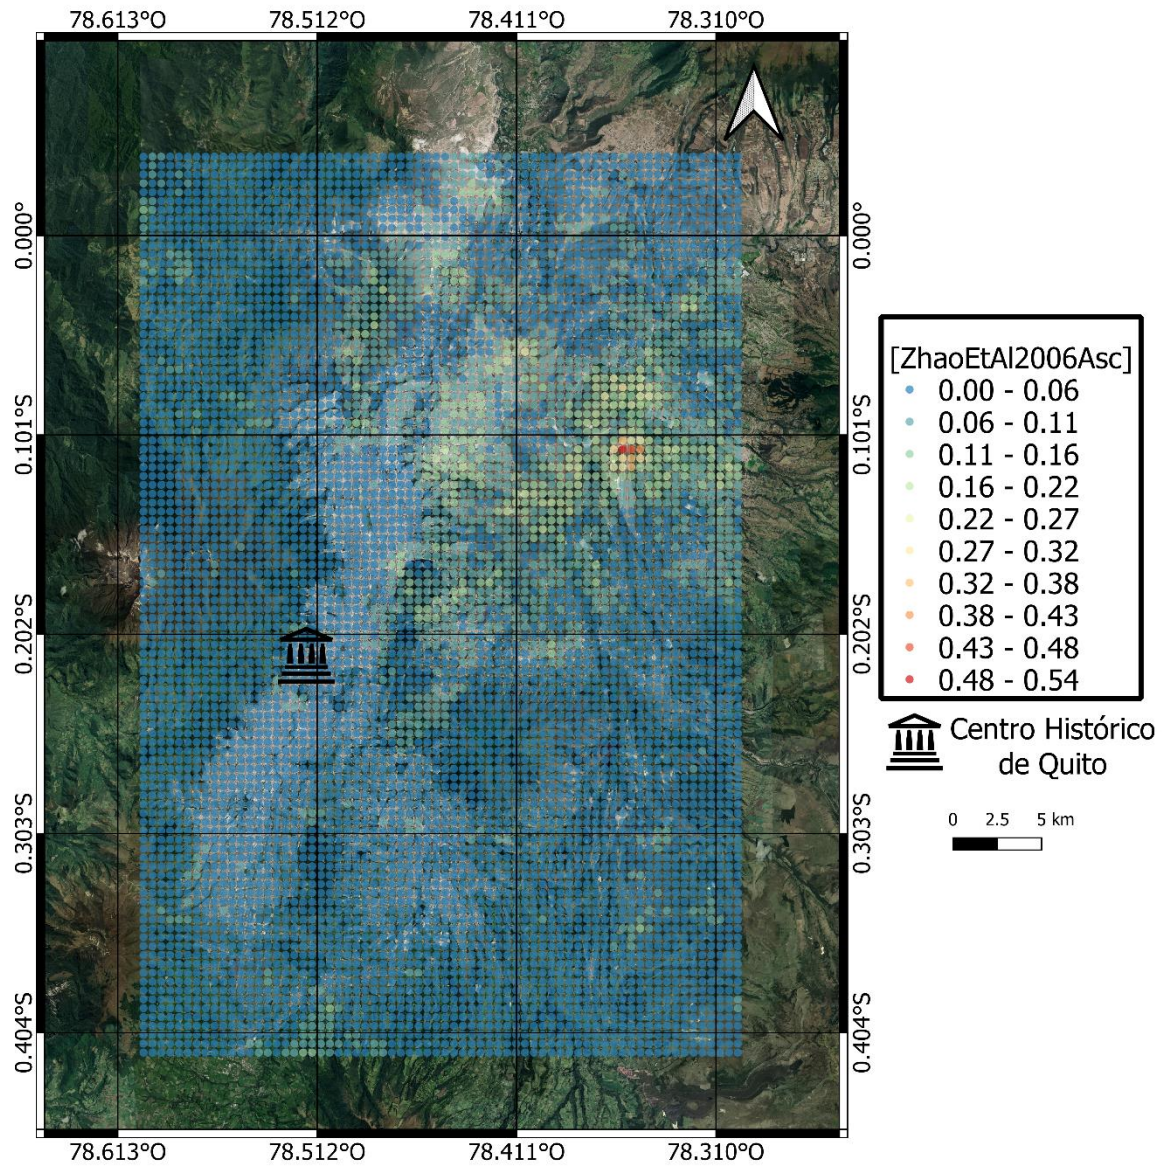 78.613°O 78.512°O 78.411°O 78.310°O
0.000° 0.000°
0.101°S 0.101°S
0.202°S 0.202°S
0.303°S 0.303°S
0.404°S 0.404°S
78.613°O 78.512°O 78.411°O 78.310°O
[ZhaoEtAl2006Asc]
0.00 - 0.06
0.06 - 0.11
0.11 - 0.16
0.16 - 0.22
0.22 - 0.27
0.27 - 0.32
0.32 - 0.38
0.38 - 0.43
0.43 - 0.48
0.48 - 0.54
Centro Histórico
de Quito
0 2.5 5 km